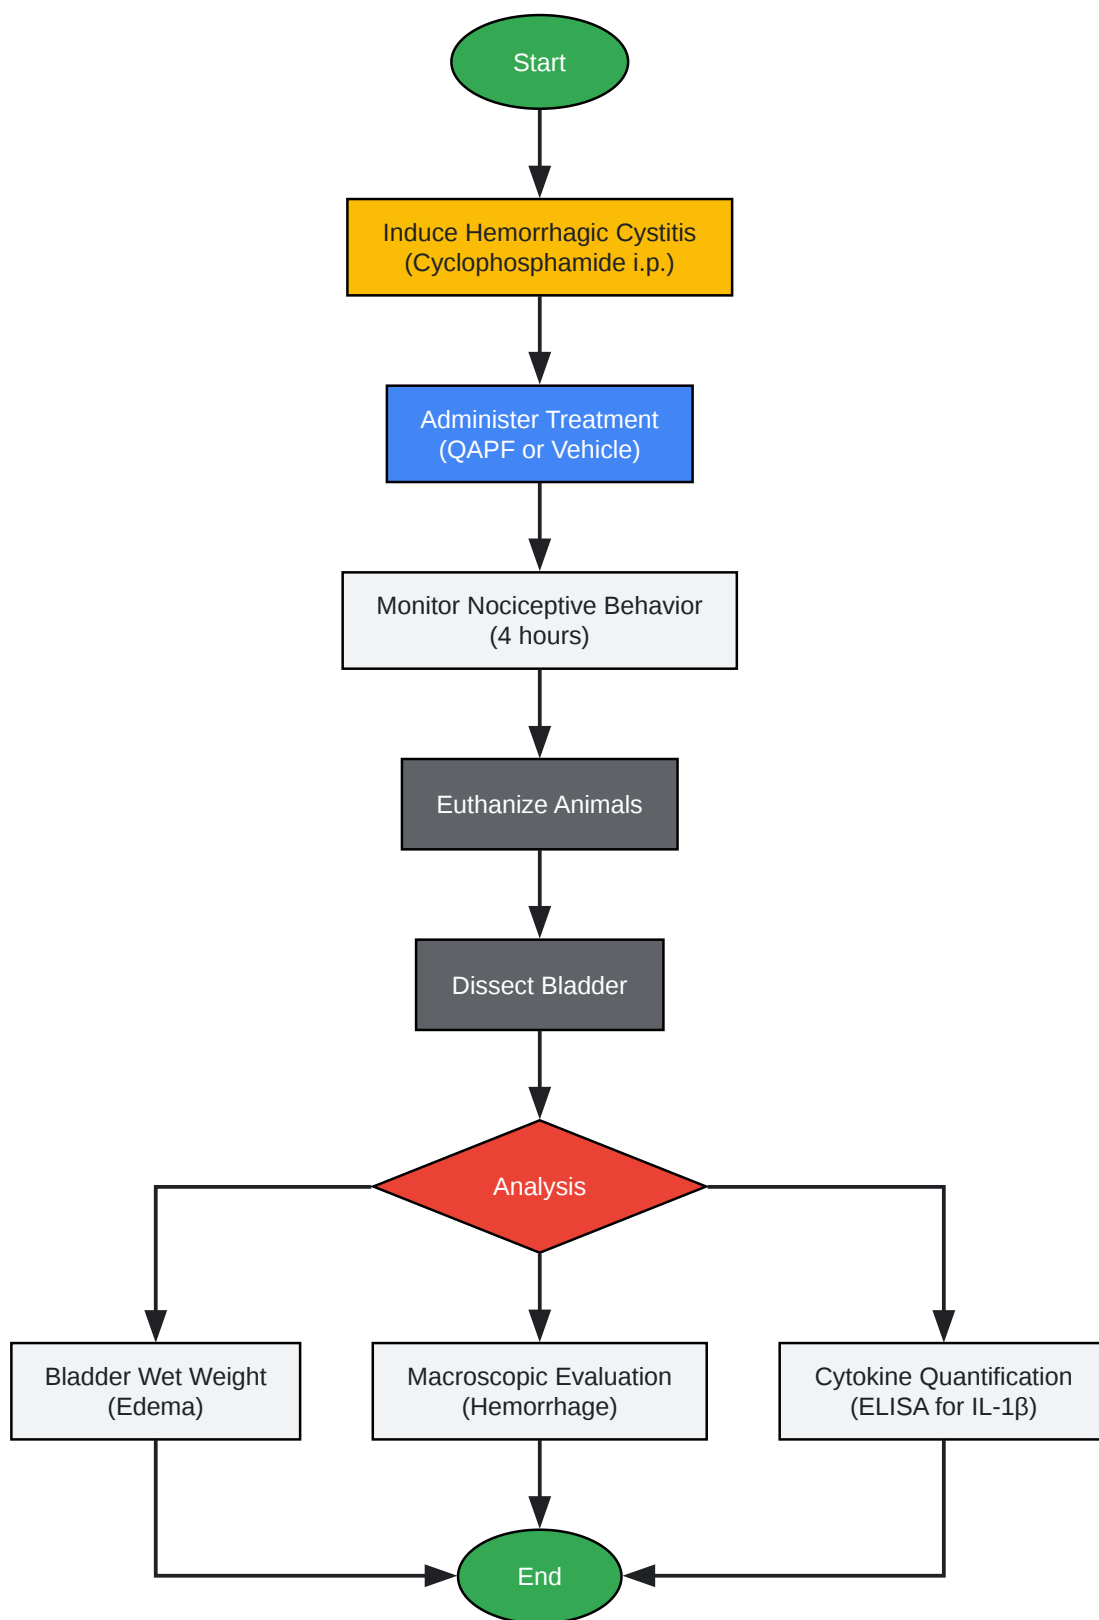 Start
Induce Hemorrhagic Cystitis
(Cyclophosphamide i.p.)
Administer Treatment
(QAPF or Vehicle)
Monitor Nociceptive Behavior
(4 hours)
Euthanize Animals
Dissect Bladder
Analysis
Bladder Wet Weight
(Edema)
Macroscopic Evaluation
(Hemorrhage)
Cytokine Quantification
(ELISA for IL-1β)
End